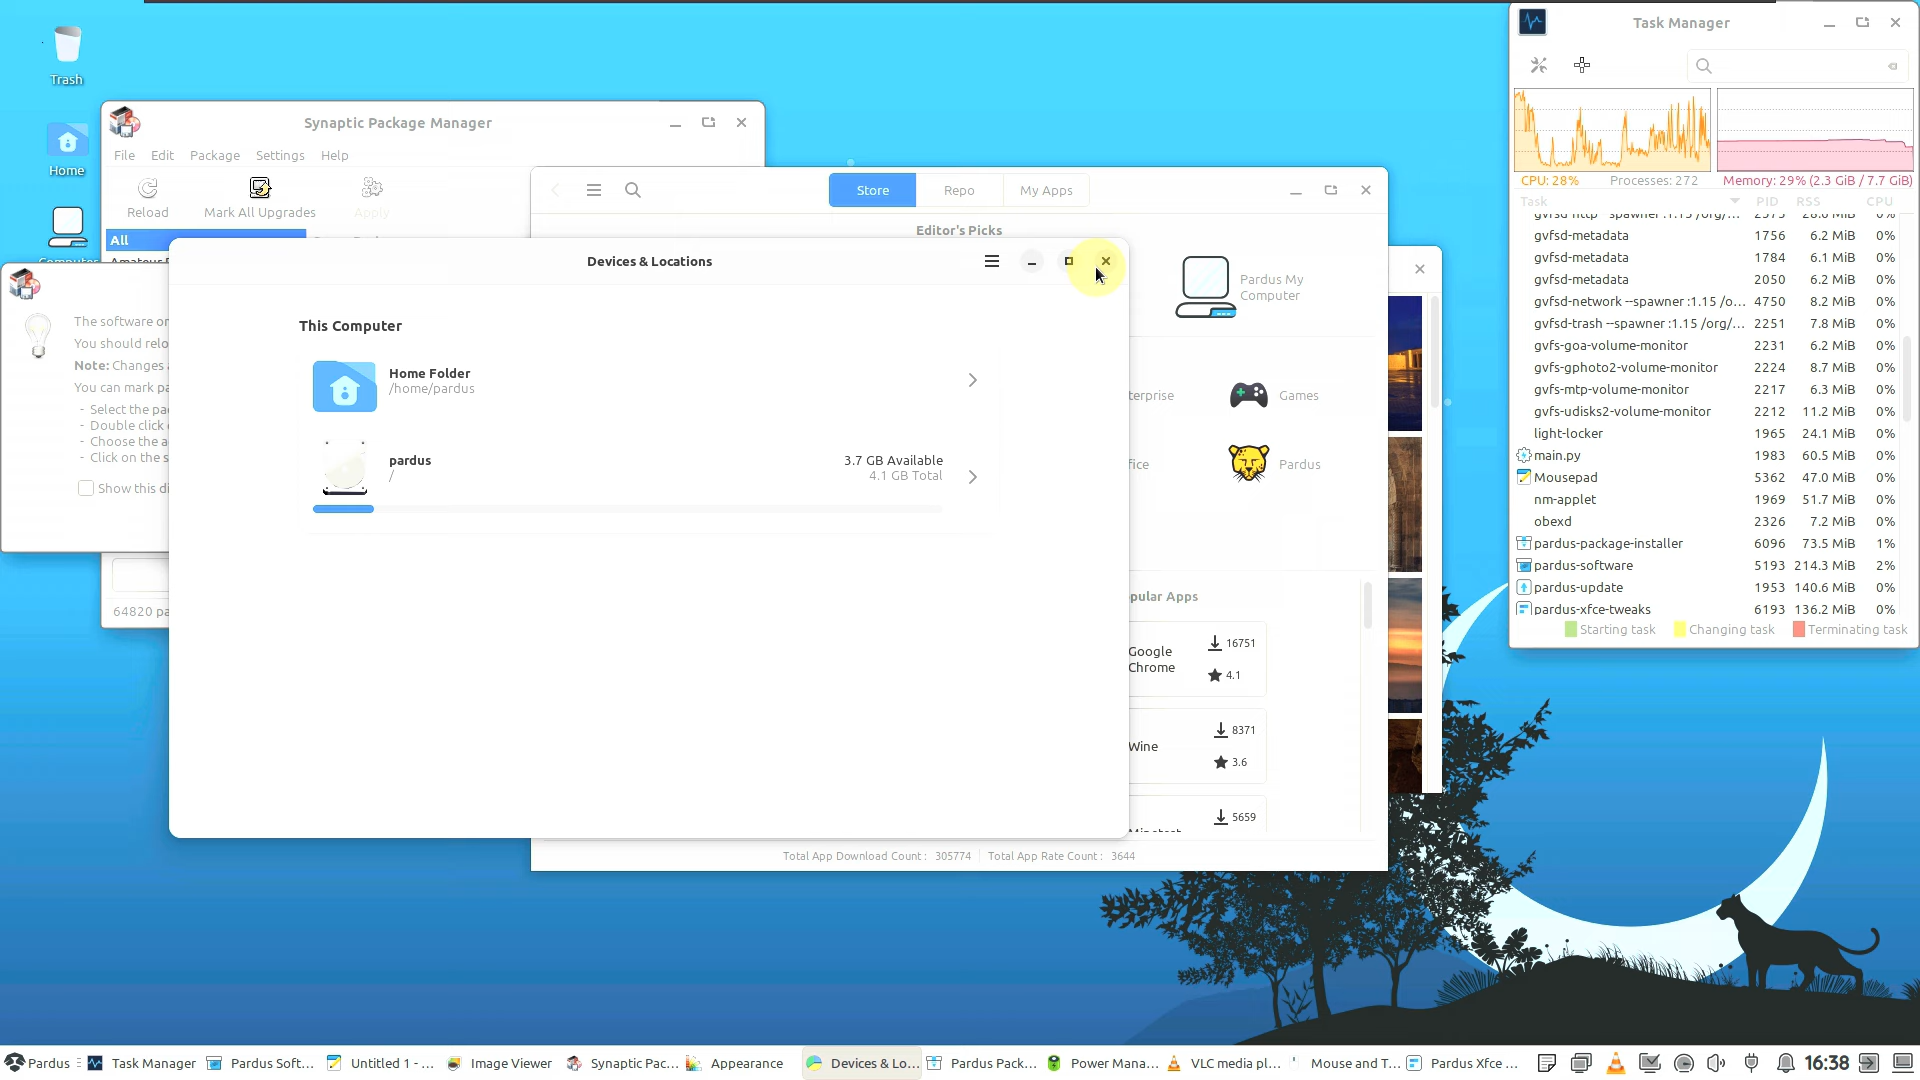 Trash
Home
Synaptic Package Manager
File Edit Package Settings Help
Reload
Mark All Upgrades
Apply
All
The software on
You should relo
Note: Changes
You can mark pa
- Select the pa
- Double click
- Choose the a
- Click on the s
Show this di
64820 pa
Store
Repo
My Apps
Editor's Picks
Pardus My
Computer
terprise
Games
fice
Pardus
pular Apps
Google
Chrome
16751
4.1
Wine
8371
3.6
5659
Total App Download Count : 305774
Total App Rate Count : 3644
Devices & Locations
This Computer
Home Folder
/home/pardus
pardus
/
3.7 GB Available
4.1 GB Total
Task Manager
CPU: 28%
Processes: 272
Memory: 29% (2.3 GiB / 7.7 GiB)
Task PID RSS CPU
gvfsd-metadata 1756 6.2 MiB 0%
gvfsd-metadata 1784 6.1 MiB 0%
gvfsd-metadata 2050 6.2 MiB 0%
gvfsd-network --spawner :1.15 /o... 4750 8.2 MiB 0%
gvfsd-trash --spawner :1.15 /org/... 2251 7.8 MiB 0%
gvfs-goa-volume-monitor 2231 6.2 MiB 0%
gvfs-gphoto2-volume-monitor 2224 8.7 MiB 0%
gvfs-mtp-volume-monitor 2217 6.3 MiB 0%
gvfs-udisks2-volume-monitor 2212 11.2 MiB 0%
light-locker 1965 24.1 MiB 0%
main.py 1983 60.5 MiB 0%
Mousepad 5362 47.0 MiB 0%
nm-applet 1969 51.7 MiB 0%
obexd 2326 7.2 MiB 0%
pardus-package-installer 6096 73.5 MiB 1%
pardus-software 5193 214.3 MiB 2%
pardus-update 1953 140.6 MiB 0%
pardus-xfce-tweaks 6193 136.2 MiB 0%
Starting task
Changing task
Terminating task
Pardus
Task Manager
Pardus Soft...
Untitled 1 - ...
Image Viewer
Synaptic Pac...
Appearance
Devices & Lo...
Pardus Pack...
Power Mana...
VLC media pl...
Mouse and T...
Pardus Xfce ...
16:38